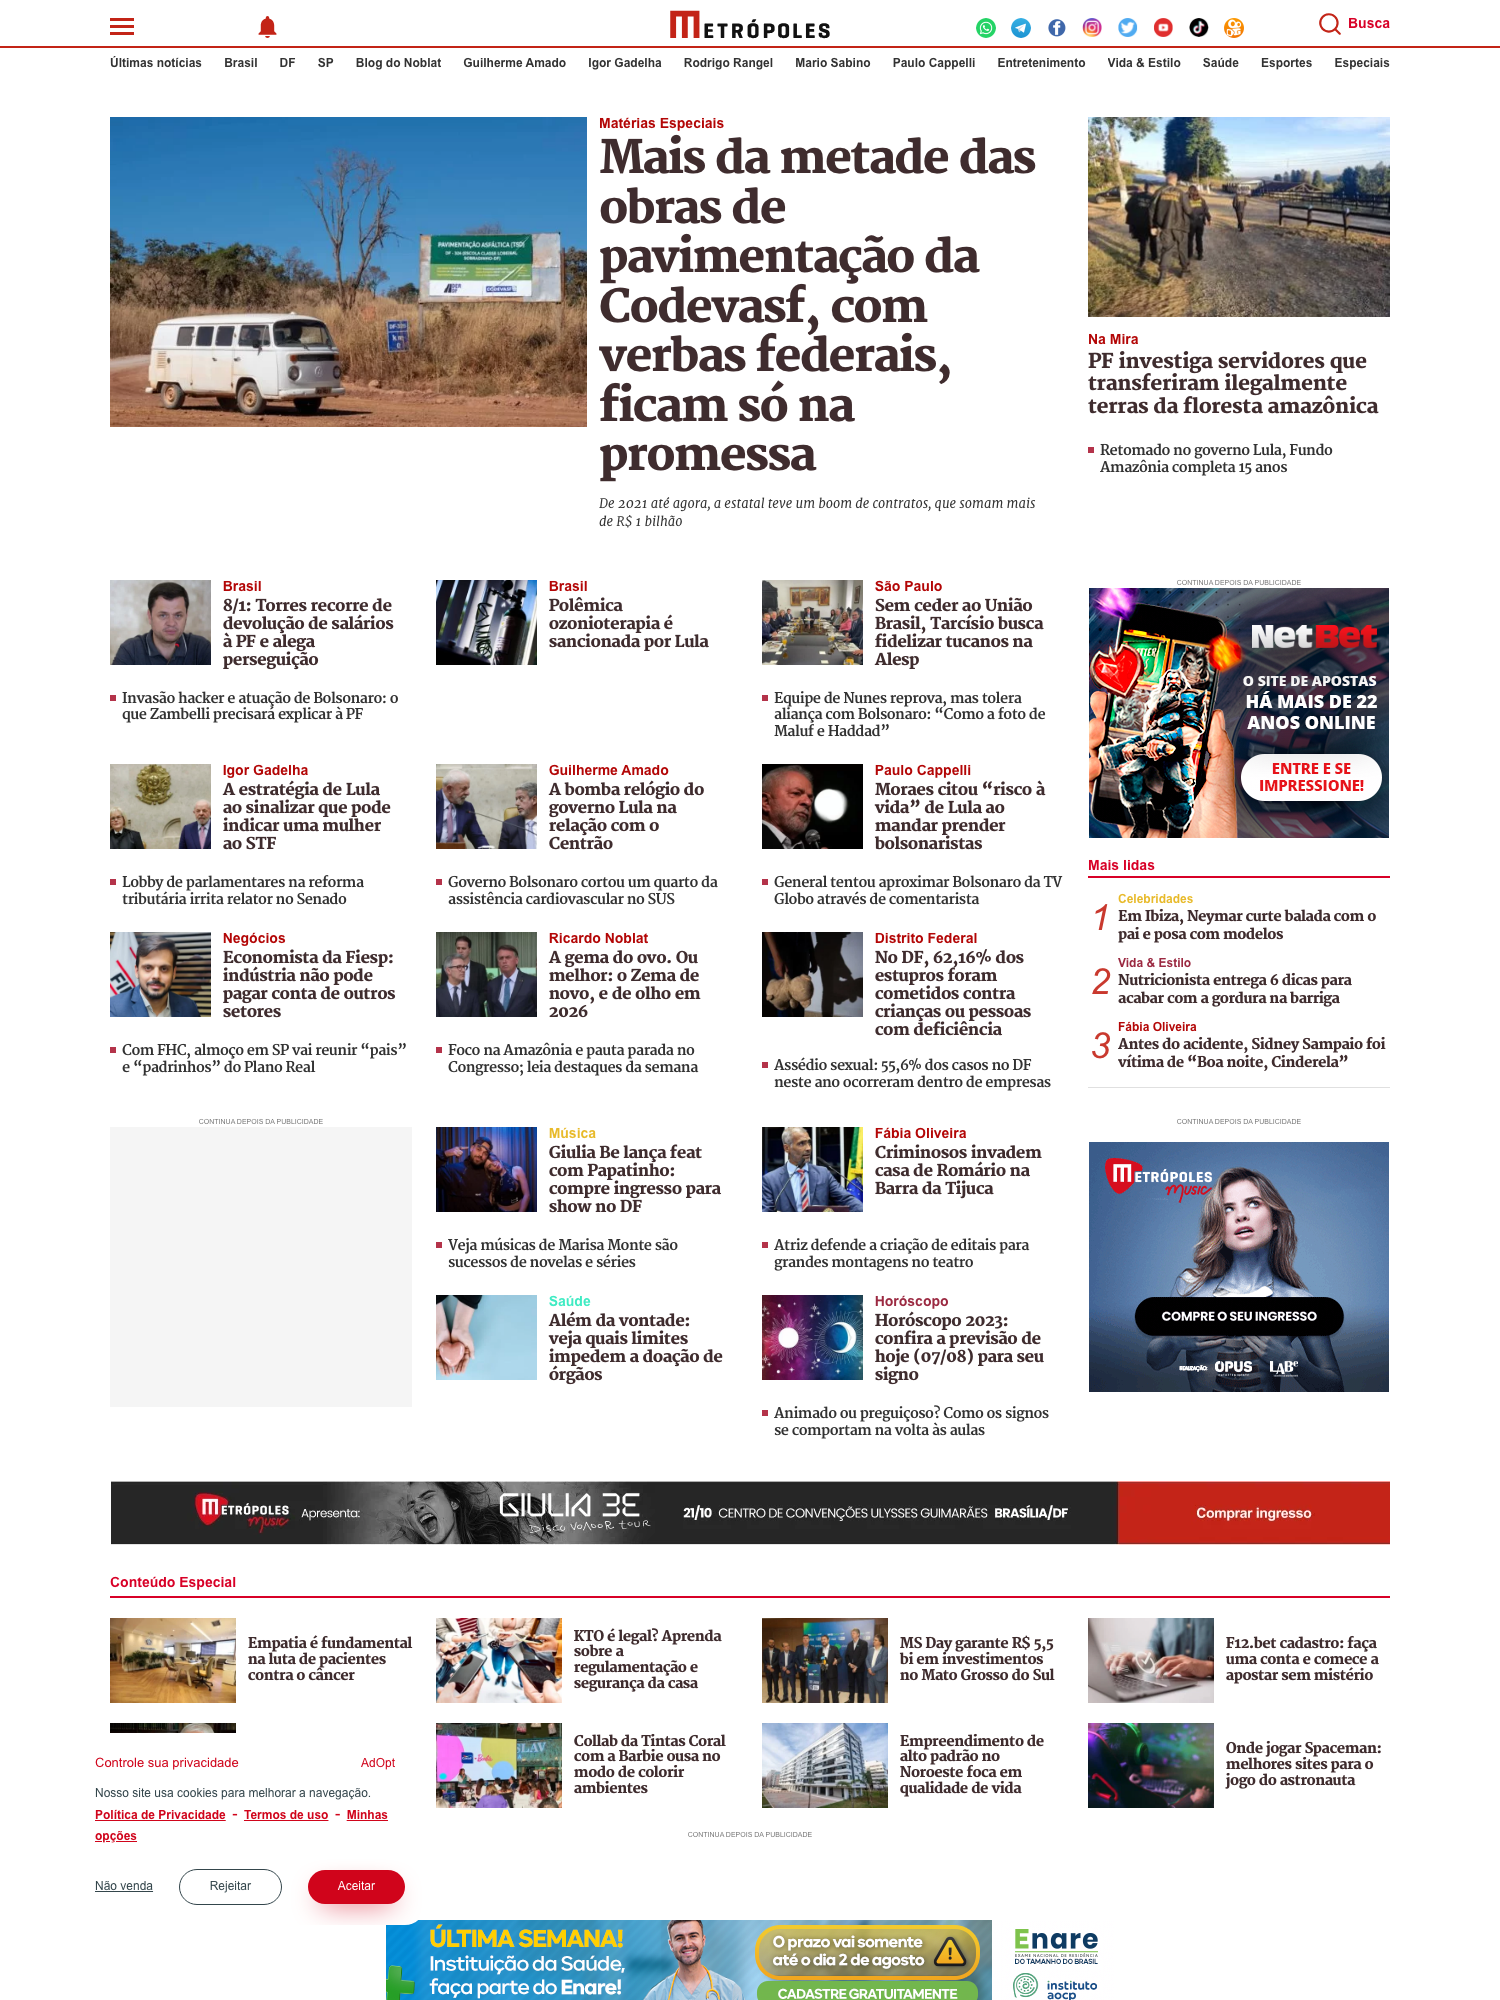 METRÓPOLES
Busca
Últimas notícias Brasil DF SP Blog do Noblat Guilherme Amado Igor Gadelha Rodrigo Rangel Mario Sabino Paulo Cappelli Entretenimento Vida & Estilo Saúde Esportes Especiais
PAVIMENTAÇÃO ASFÁLTICA (TSD)
Matérias Especiais
Mais da metade das
obras de
pavimentação da
Codevasf, com
verbas federais,
ficam só na
promessa
De 2021 até agora, a estatal teve um boom de contratos, que somam mais
de R$ 1 bilhão
Na Mira
PF investiga servidores que
transferiram ilegalmente
terras da floresta amazônica
Retomado no governo Lula, Fundo
Amazônia completa 15 anos
Brasil
8/1: Torres recorre de
devolução de salários
à PF e alega
perseguição
Invasão hacker e atuação de Bolsonaro: o
que Zambelli precisará explicar à PF
Brasil
Polêmica
ozonioterapia é
sancionada por Lula
São Paulo
Sem ceder ao União
Brasil, Tarcísio busca
fidelizar tucanos na
Alesp
Equipe de Nunes reprova, mas tolera
aliança com Bolsonaro: “Como a foto de
Maluf e Haddad”
CONTINUA DEPOIS DA PUBLICIDADE
NetBet
O SITE DE APOSTAS
HÁ MAIS DE 22
ANOS ONLINE
ENTRE E SE
IMPRESSIONE!
Igor Gadelha
A estratégia de Lula
ao sinalizar que pode
indicar uma mulher
ao STF
Lobby de parlamentares na reforma
tributária irrita relator no Senado
Guilherme Amado
A bomba relógio do
governo Lula na
relação com o
Centrão
Governo Bolsonaro cortou um quarto da
assistência cardiovascular no SUS
Paulo Cappelli
Moraes citou “risco à
vida” de Lula ao
mandar prender
bolsonaristas
General tentou aproximar Bolsonaro da TV
Globo através de comentarista
Mais lidas
1
Celebridades
Em Ibiza, Neymar curte balada com o
pai e posa com modelos
2
Vida & Estilo
Nutricionista entrega 6 dicas para
acabar com a gordura na barriga
3
Fábia Oliveira
Antes do acidente, Sidney Sampaio foi
vítima de “Boa noite, Cinderela”
Negócios
Economista da Fiesp:
indústria não pode
pagar conta de outros
setores
Com FHC, almoço em SP vai reunir “pais”
e “padrinhos” do Plano Real
Ricardo Noblat
A gema do ovo. Ou
melhor: o Zema de
novo, e de olho em
2026
Foco na Amazônia e pauta parada no
Congresso; leia destaques da semana
Distrito Federal
No DF, 62,16% dos
estupros foram
cometidos contra
crianças ou pessoas
com deficiência
Assédio sexual: 55,6% dos casos no DF
neste ano ocorreram dentro de empresas
CONTINUA DEPOIS DA PUBLICIDADE
Música
Giulia Be lança feat
com Papatinho:
compre ingresso para
show no DF
Veja músicas de Marisa Monte são
sucessos de novelas e séries
Fábia Oliveira
Criminosos invadem
casa de Romário na
Barra da Tijuca
Atriz defende a criação de editais para
grandes montagens no teatro
CONTINUA DEPOIS DA PUBLICIDADE
METRÓPOLES
music
COMPRE O SEU INGRESSO
REALIZAÇÃO: OPUS LABe
Saúde
Além da vontade:
veja quais limites
impedem a doação de
órgãos
Horóscopo
Horóscopo 2023:
confira a previsão de
hoje (07/08) para seu
signo
Animado ou preguiçoso? Como os signos
se comportam na volta às aulas
METRÓPOLES
music
Apresenta:
GIULIA BE
DISCO VOADOR TOUR
21/10 CENTRO DE CONVENÇÕES ULYSSES GUIMARÃES BRASÍLIA/DF
Comprar ingresso
Conteúdo Especial
Empatia é fundamental
na luta de pacientes
contra o câncer
KTO é legal? Aprenda
sobre a
regulamentação e
segurança da casa
MS Day garante R$ 5,5
bi em investimentos
no Mato Grosso do Sul
F12.bet cadastro: faça
uma conta e comece a
apostar sem mistério
Collab da Tintas Coral
com a Barbie ousa no
modo de colorir
ambientes
Empreendimento de
alto padrão no
Noroeste foca em
qualidade de vida
Onde jogar Spaceman:
melhores sites para o
jogo do astronauta
Controle sua privacidade
AdOpt
Nosso site usa cookies para melhorar a navegação.
Política de Privacidade - Termos de uso - Minhas
opções
Não venda
Rejeitar
Aceitar
CONTINUA DEPOIS DA PUBLICIDADE
ÚLTIMA SEMANA!
Instituição da Saúde,
faça parte do Enare!
O prazo vai somente
até o dia 2 de agosto
CADASTRE GRATUITAMENTE
Enare
EXAME NACIONAL DE RESIDÊNCIA
DO TAMANHO DO BRASIL
instituto
aocp